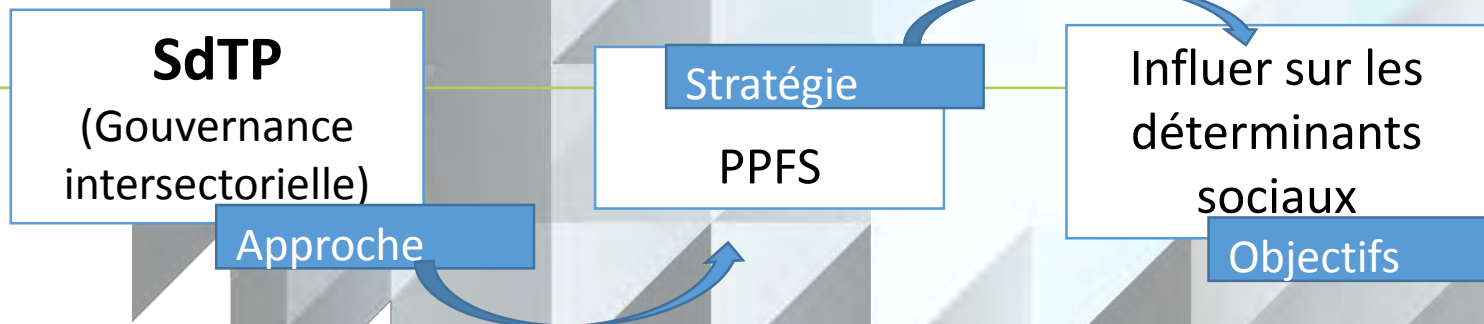 SdTP
(Gouvernance
intersectorielle)
Approche
Stratégie
PPFS
Influer sur les
déterminants
sociaux
Objectifs